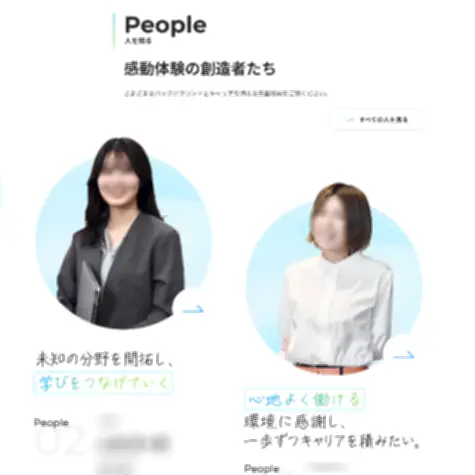 People
人を知る
感動体験の創造者たち
すべての人を見る
未知の分野を開拓し、
学びをつなげていく
People
02
心地よく働ける
環境に感謝し、
一歩ずつキャリアを積みたい。
People